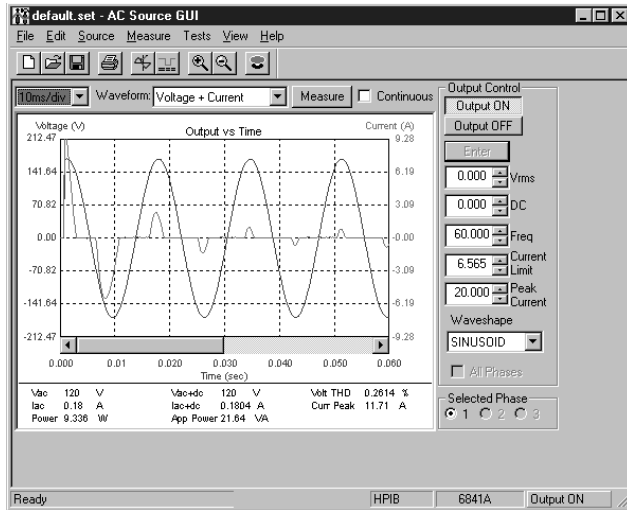 default.set - AC Source GUI
File Edit Source Measure Tests View Help
10ms/div Waveform: Voltage + Current Measure Continuous
Output Control
Output ON
Output OFF
Enter
0.000 Vrms
0.000 DC
60.000 Freq
6.565 Current Limit
20.000 Peak Current
Waveshape
SINUSOID
All Phases
Selected Phase
1 2 3
Voltage (V) Output vs Time Current (A)
212.47 9.28
141.64 6.19
70.82 3.09
0.00 -0.00
-70.82 -3.09
-141.64 -6.19
-212.47 -9.28
0.000 0.01 0.020 0.030 0.040 0.050 0.060
Time (sec)
Vac 120 V Vac+dc 120 V Volt THD 0.2614 %
Iac 0.18 A Iac+dc 0.1804 A Curr Peak 11.71 A
Power 9.336 W App Power 21.64 VA
Ready HPIB 6841A Output ON